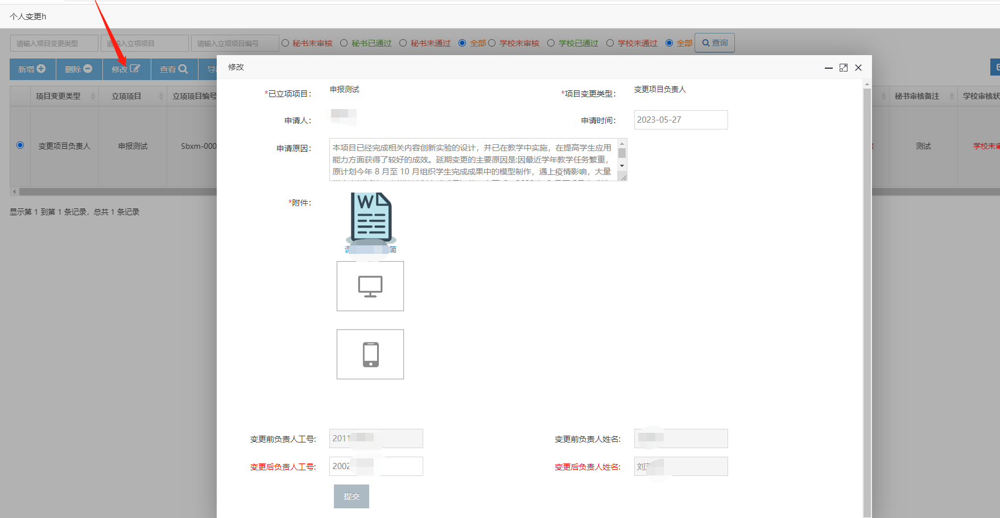 个人变更h
请输入项目变更类型 请输入立项项目 请输入立项项目编号 秘书未审核 秘书已通过 秘书未通过 全部 学校未审核 学校已通过 学校未通过 全部 查询
新增 删除 修改 查看
项目变更类型 立项项目 立项项目编号 秘书审核备注 学校审核状
变更项目负责人 申报测试 Sbxm-000 测试 学校未审
显示第 1 到第 1 条记录，总共 1 条记录
修改
*已立项项目： 申报测试 *项目变更类型： 变更项目负责人
申请人： 申请时间： 2023-05-27
申请原因： 本项目已经完成相关内容创新实验的设计，并已在教学中实施，在提高学生应用
能力方面获得了较好的成效。延期变更的主要原因是:因最近学年教学任务繁重，
原计划今年 8 月至 10 月组织学生完成成果中的模型制作，遇上疫情影响，大量
*附件：
W
简
变更前负责人工号: 2011 变更前负责人姓名:
变更后负责人工号: 2002 变更后负责人姓名: 刘
提交